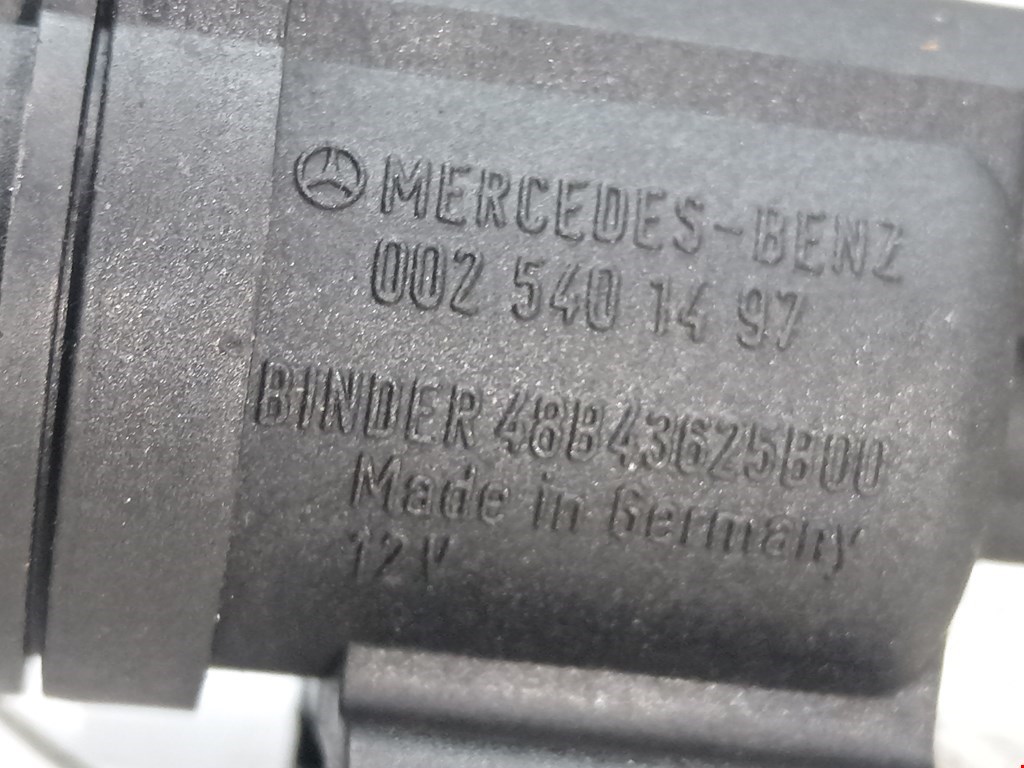 MERCEDES-BENZ
002 540 14 97
BINDER 48B43625B00
Made in Germany
12V